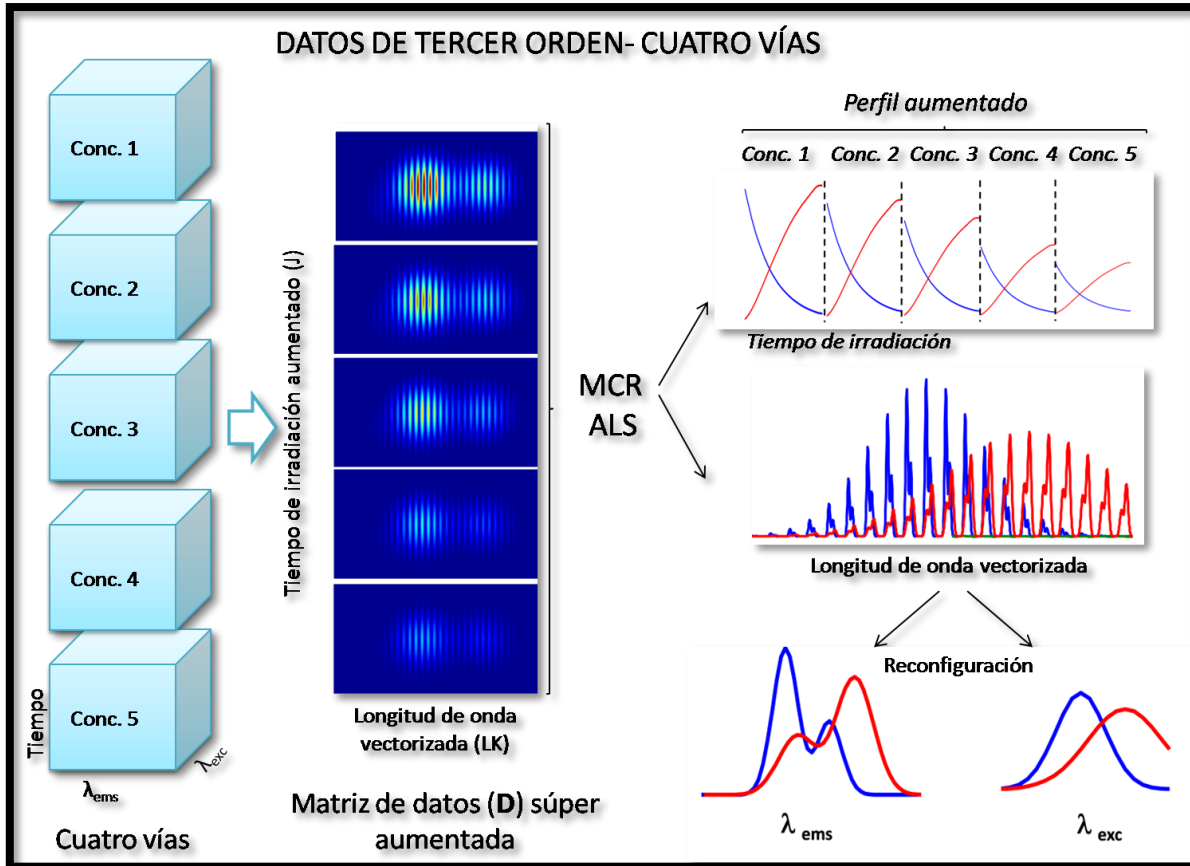 DATOS DE TERCER ORDEN- CUATRO VÍAS
Conc. 1
Conc. 2
Conc. 3
Conc. 4
Conc. 5
Tiempo
λems
λexc
Cuatro vías
Tiempo de irradiación aumentado (J)
Longitud de onda
vectorizada (LK)
Matriz de datos (D) súper
aumentada
MCR
ALS
Perfil aumentado
Conc. 1 Conc. 2 Conc. 3 Conc. 4 Conc. 5
Tiempo de irradiación
Longitud de onda vectorizada
Reconfiguración
λ ems
λ exc